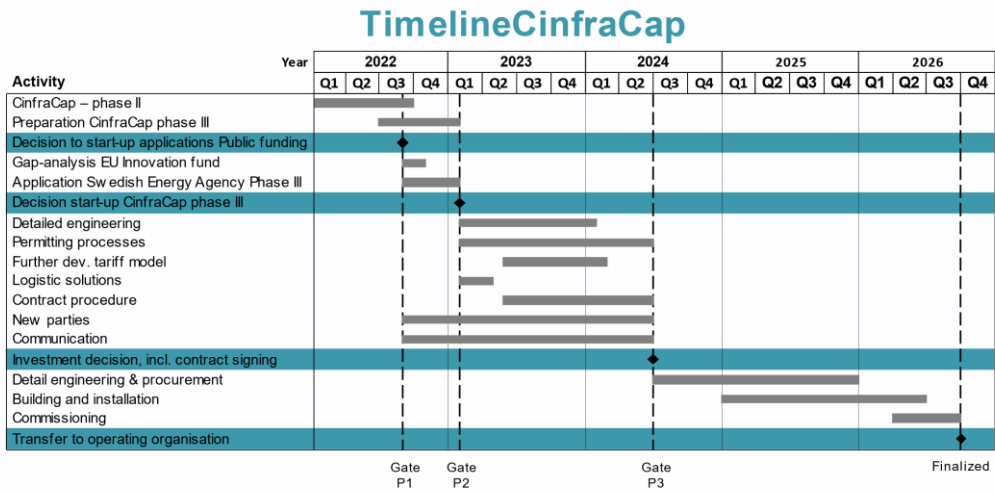 TimelineCinfraCap
Year 2022 2023 2024 2025 2026
Activity Q1 Q2 Q3 Q4 Q1 Q2 Q3 Q4 Q1 Q2 Q3 Q4 Q1 Q2 Q3 Q4 Q1 Q2 Q3 Q4
CinfraCap – phase II
Preparation CinfraCap phase III
Decision to start-up applications Public funding
Gap-analysis EU Innovation fund
Application Swedish Energy Agency Phase III
Decision start-up CinfraCap phase III
Detailed engineering
Permitting processes
Further dev. tariff model
Logistic solutions
Contract procedure
New parties
Communication
Investment decision, incl. contract signing
Detail engineering & procurement
Building and installation
Commissioning
Transfer to operating organisation
Gate Gate Gate Finalized
P1 P2 P3